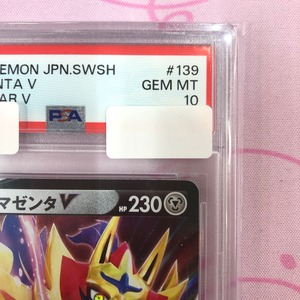 EMON JPN.SWSH #139
NTA V GEM MT
AR V 10
PSA
マゼンタV HP 230